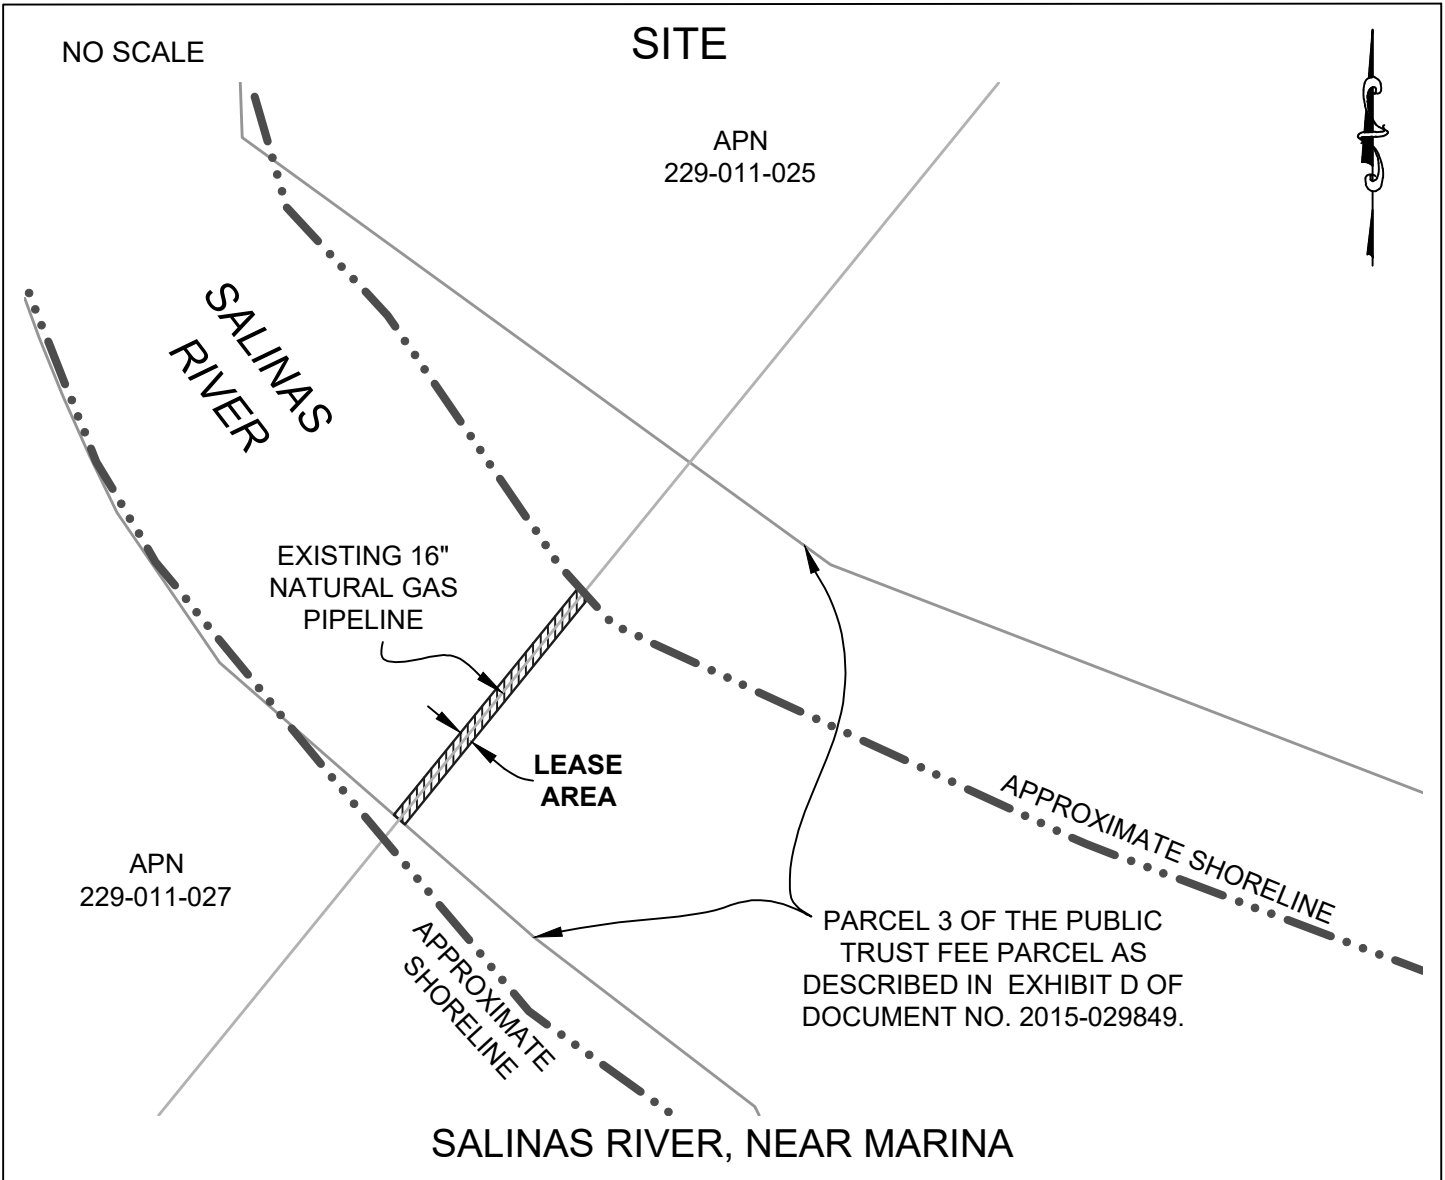 NO SCALE
SITE
APN
229-011-025
SALINAS
RIVER
EXISTING 16"
NATURAL GAS
PIPELINE
LEASE
AREA
APPROXIMATE SHORELINE
APN
229-011-027
APPROXIMATE
SHORELINE
PARCEL 3 OF THE PUBLIC
TRUST FEE PARCEL AS
DESCRIBED IN EXHIBIT D OF
DOCUMENT NO. 2015-029849.
SALINAS RIVER, NEAR MARINA